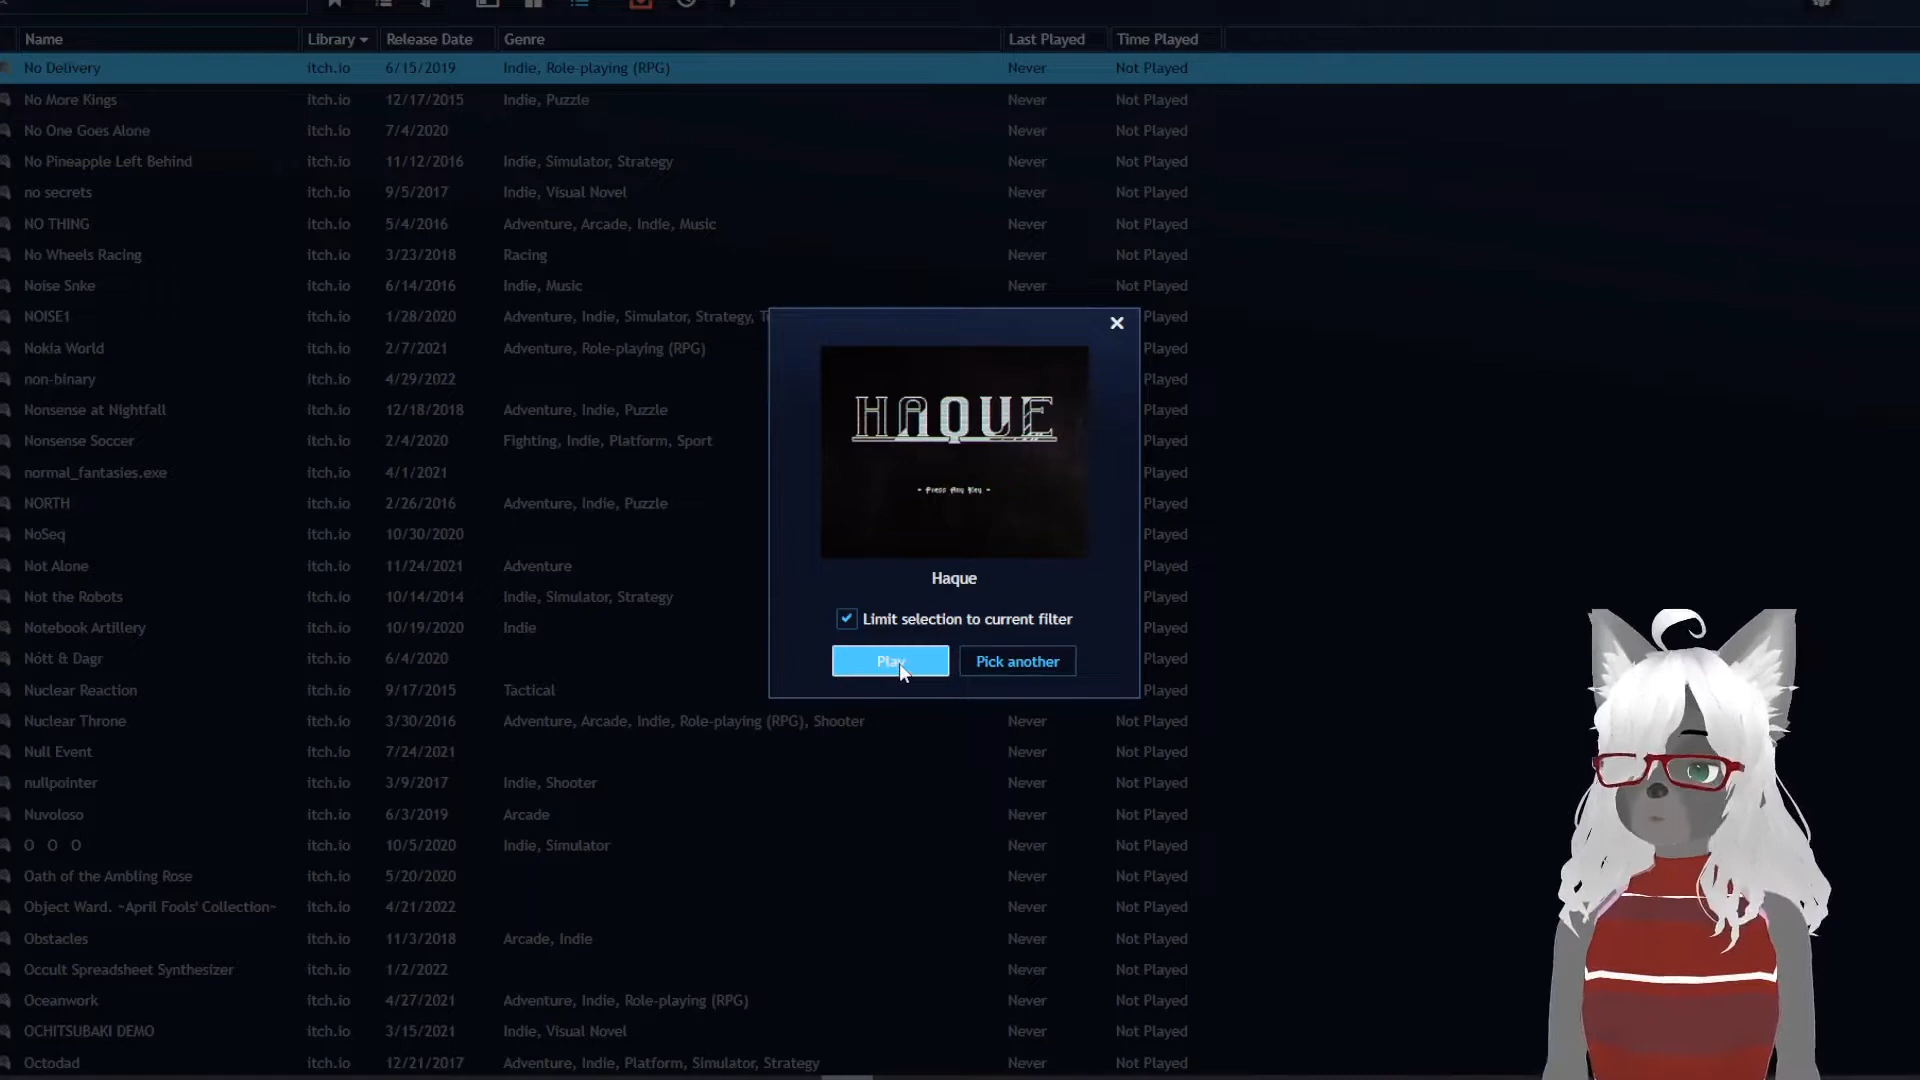 Name Library Release Date Genre Last Played Time Played
No Delivery itch.io 6/15/2019 Indie, Role-playing (RPG) Never Not Played
No More Kings itch.io 12/17/2015 Indie, Puzzle Never Not Played
No One Goes Alone itch.io 7/4/2020 Never Not Played
No Pineapple Left Behind itch.io 11/12/2016 Indie, Simulator, Strategy Never Not Played
no secrets itch.io 9/5/2017 Indie, Visual Novel Never Not Played
NO THING itch.io 5/4/2016 Adventure, Arcade, Indie, Music Never Not Played
No Wheels Racing itch.io 3/23/2018 Racing Never Not Played
Noise Snke itch.io 6/14/2016 Indie, Music Never Not Played
NOISE1 itch.io 1/28/2020 Adventure, Indie, Simulator, Strategy, Played
Nokia World itch.io 2/7/2021 Adventure, Role-playing (RPG) Played
non-binary itch.io 4/29/2022 Played
Nonsense at Nightfall itch.io 12/18/2018 Adventure, Indie, Puzzle Played
Nonsense Soccer itch.io 2/4/2020 Fighting, Indie, Platform, Sport Played
normal_fantasies.exe itch.io 4/1/2021 Played
NORTH itch.io 2/26/2016 Adventure, Indie, Puzzle Played
NoSeq itch.io 10/30/2020 Played
Not Alone itch.io 11/24/2021 Adventure Played
Not the Robots itch.io 10/14/2014 Indie, Simulator, Strategy Played
Notebook Artillery itch.io 10/19/2020 Indie Played
Nótt & Dagr itch.io 6/4/2020 Played
Nuclear Reaction itch.io 9/17/2015 Tactical Played
Nuclear Throne itch.io 3/30/2016 Adventure, Arcade, Indie, Role-playing (RPG), Shooter Never Not Played
Null Event itch.io 7/24/2021 Never Not Played
nullpointer itch.io 3/9/2017 Indie, Shooter Never Not Played
Nuvoloso itch.io 6/3/2019 Arcade Never Not Played
O O O itch.io 10/5/2020 Indie, Simulator Never Not Played
Oath of the Ambling Rose itch.io 5/20/2020 Never Not Played
Object Ward. ~April Fools' Collection~ itch.io 4/21/2022 Never Not Played
Obstacles itch.io 11/3/2018 Arcade, Indie Never Not Played
Occult Spreadsheet Synthesizer itch.io 1/2/2022 Never Not Played
Oceanwork itch.io 4/27/2021 Adventure, Indie, Role-playing (RPG) Never Not Played
OCHITSUBAKI DEMO itch.io 3/15/2021 Indie, Visual Novel Never Not Played
Octodad itch.io 12/21/2017 Adventure, Indie, Platform, Simulator, Strategy Never Not Played
HAQUE
- Press Any Key -
Haque
Limit selection to current filter
Play Pick another